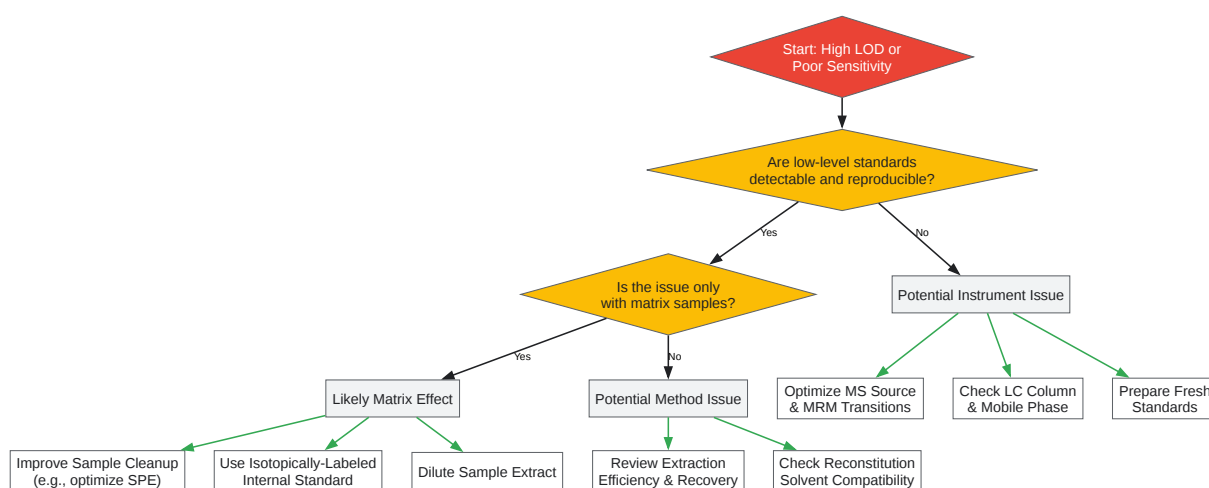 Start: High LOD or
Poor Sensitivity
Are low-level standards
detectable and reproducible?
Yes
No
Is the issue only
with matrix samples?
Potential Instrument Issue
Yes
No
Optimize MS Source
& MRM Transitions
Check LC Column
& Mobile Phase
Prepare Fresh
Standards
Likely Matrix Effect
Potential Method Issue
Improve Sample Cleanup
(e.g., optimize SPE)
Use Isotopically-Labeled
Internal Standard
Dilute Sample Extract
Review Extraction
Efficiency & Recovery
Check Reconstitution
Solvent Compatibility